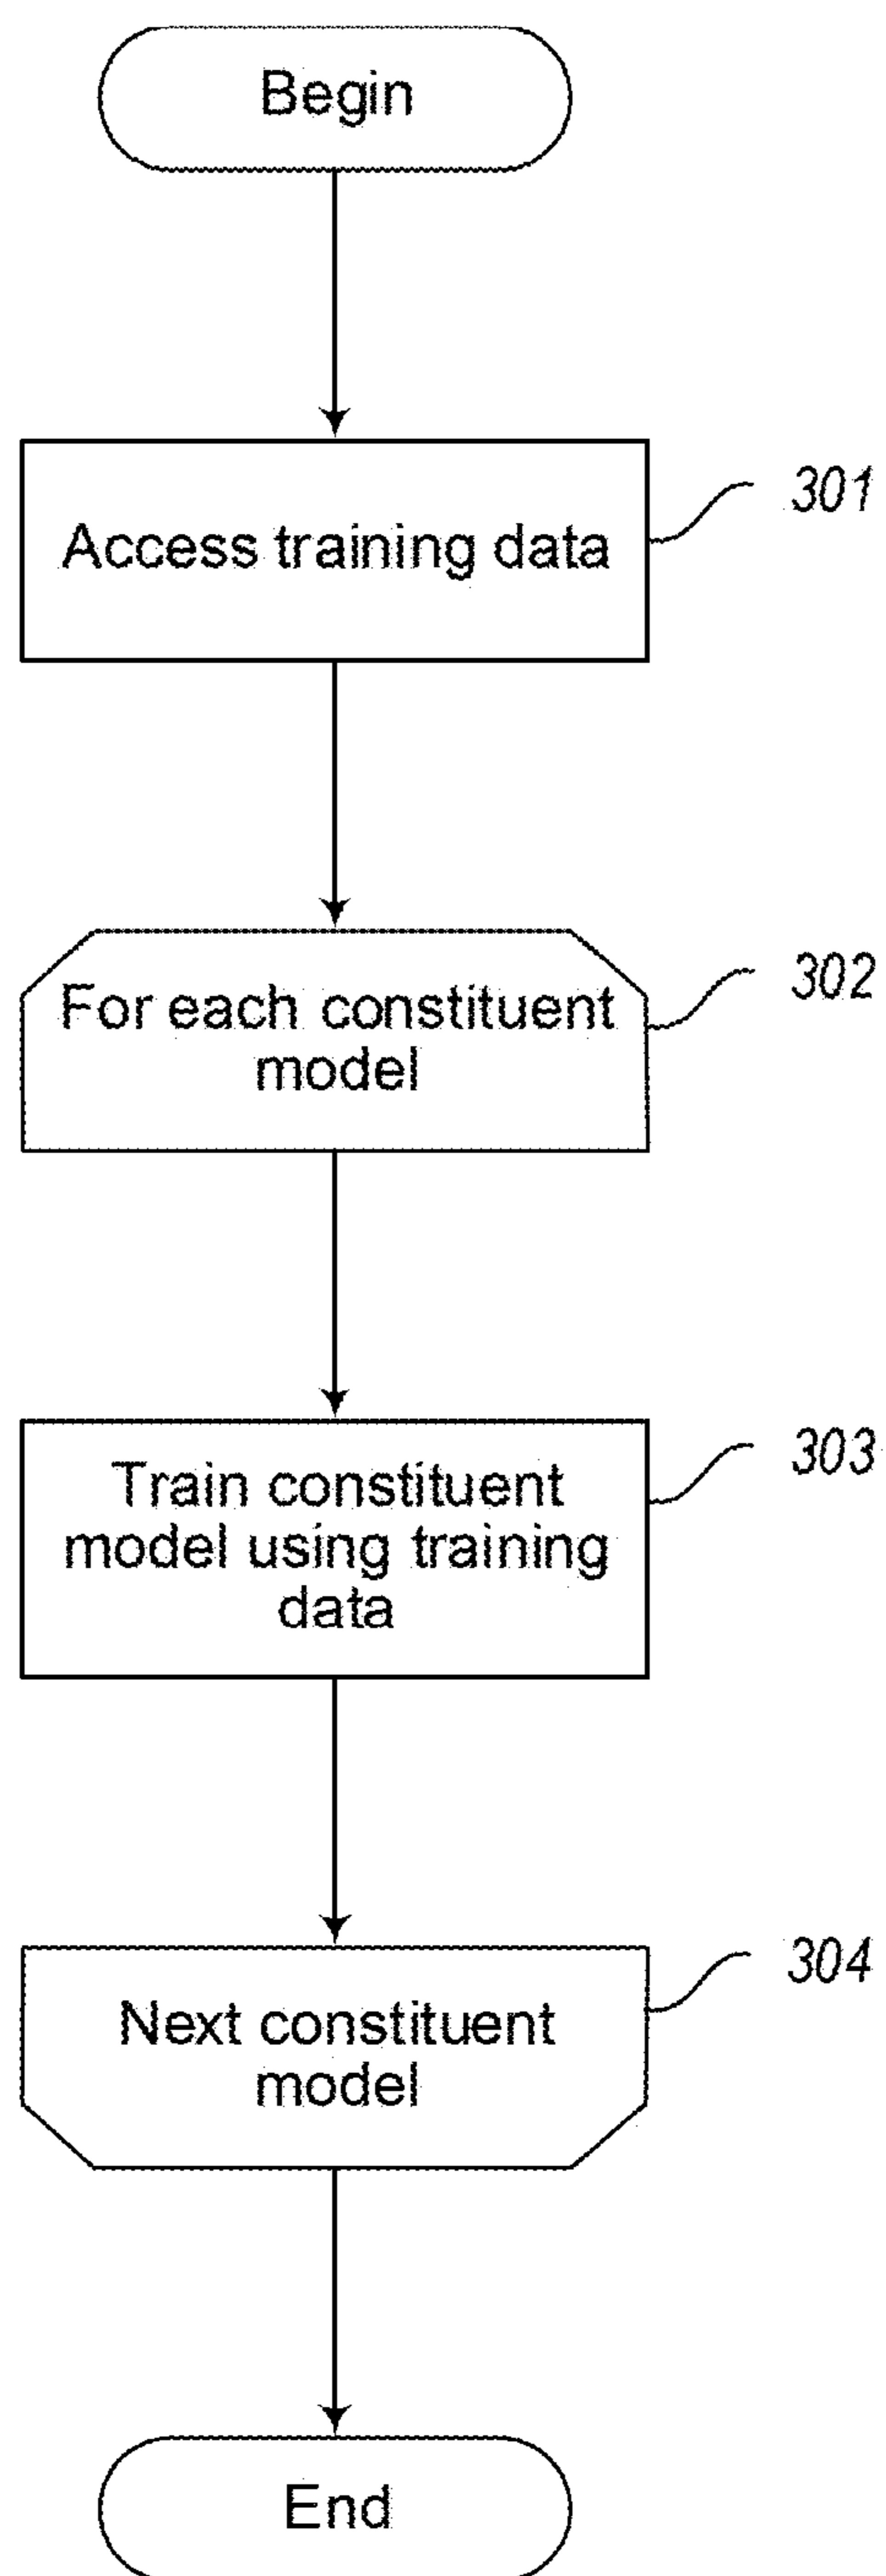 Begin
Access training data
301
For each constituent
model
302
Train constituent
model using training
data
303
Next constituent
model
304
End